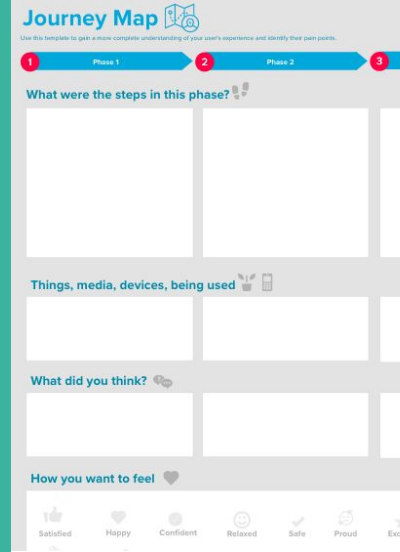 Journey Map
Use this template to gain a more complete understanding of your user's experience and identify their pain points.
1 Phase 1 2 Phase 2 3
What were the steps in this phase?
Things, media, devices, being used
What did you think?
How you want to feel
Satisfied Happy Confident Relaxed Safe Proud